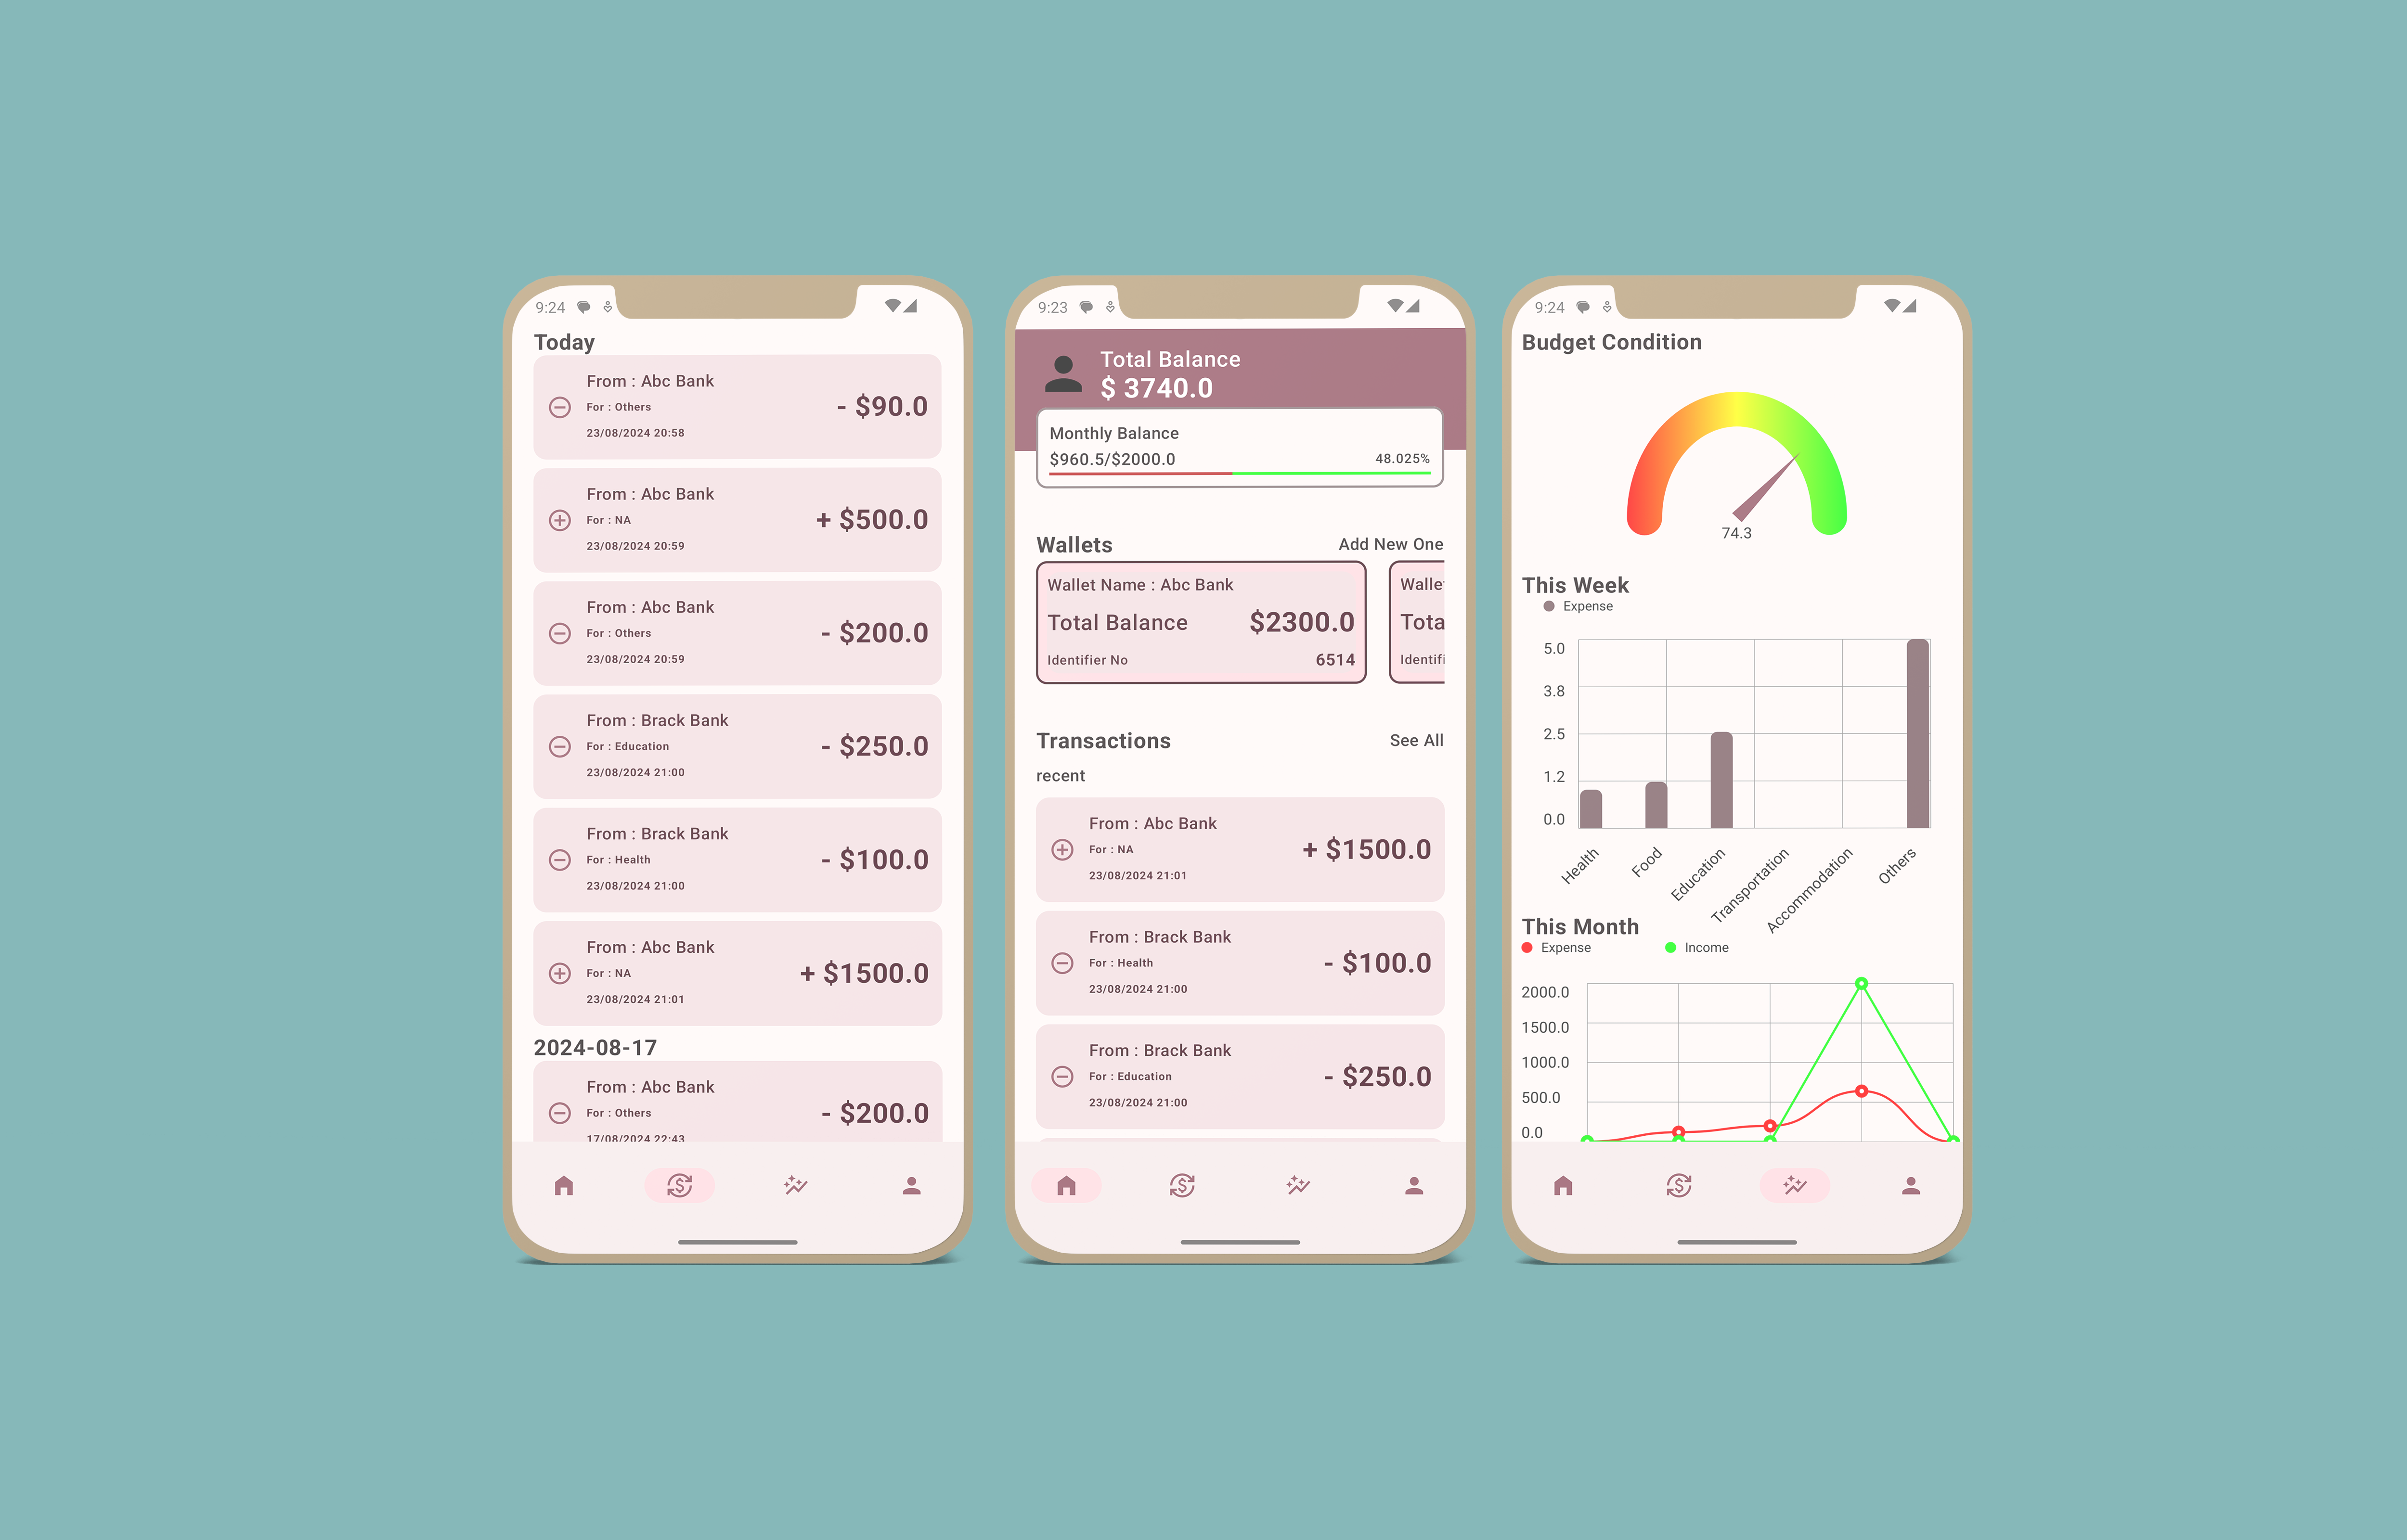 9:24
Today
From : Abc Bank
For : Others
23/08/2024 20:58
- $90.0
From : Abc Bank
For : NA
23/08/2024 20:59
+ $500.0
From : Abc Bank
For : Others
23/08/2024 20:59
- $200.0
From : Brack Bank
For : Education
23/08/2024 21:00
- $250.0
From : Brack Bank
For : Health
23/08/2024 21:00
- $100.0
From : Abc Bank
For : NA
23/08/2024 21:01
+ $1500.0
2024-08-17
From : Abc Bank
For : Others
17/08/2024 22:43
- $200.0
9:23
Total Balance
$ 3740.0
Monthly Balance
$960.5/$2000.0 48.025%
Wallets Add New One
Wallet Name : Abc Bank
Total Balance $2300.0
Identifier No 6514
Transactions See All
recent
From : Abc Bank
For : NA
23/08/2024 21:01
+ $1500.0
From : Brack Bank
For : Health
23/08/2024 21:00
- $100.0
From : Brack Bank
For : Education
23/08/2024 21:00
- $250.0
9:24
Budget Condition
74.3
This Week
Expense
5.0
3.8
2.5
1.2
0.0
Health
Food
Education
Transportation
Accommodation
Others
This Month
Expense Income
2000.0
1500.0
1000.0
500.0
0.0